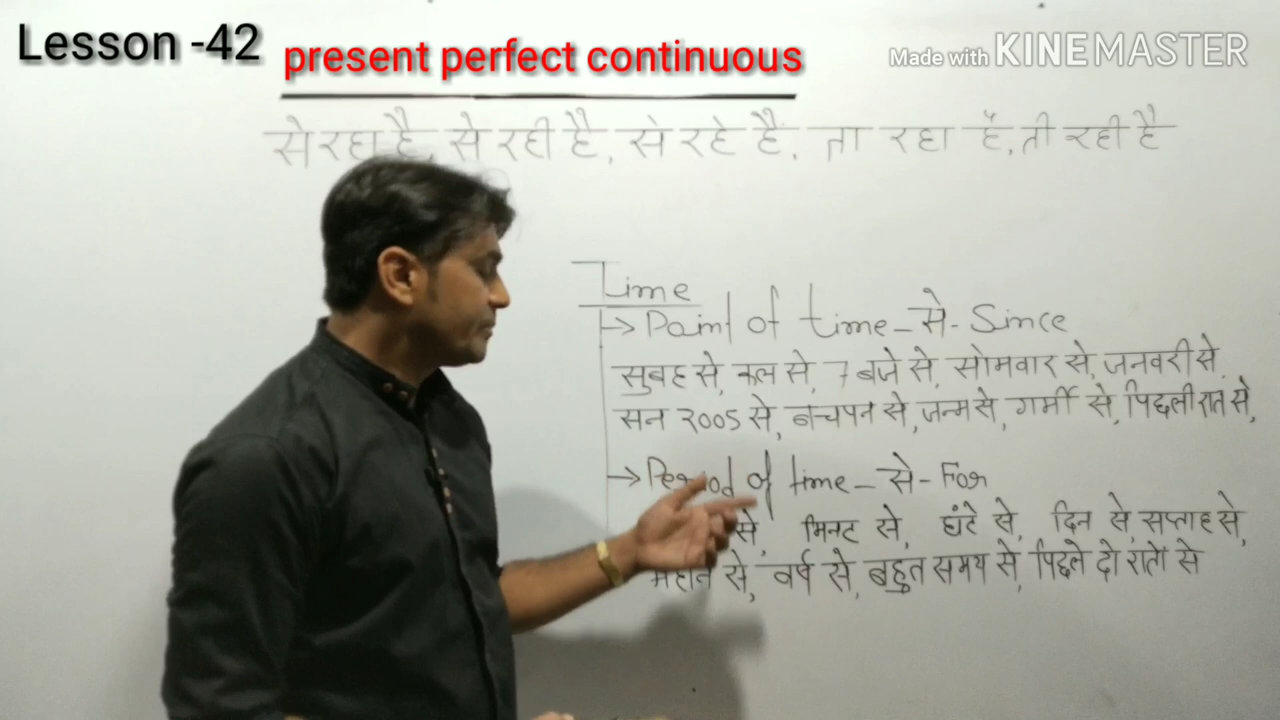 Lesson -42
present perfect continuous
Made with KINEMASTER
से रहा है, से रही है, से रहे हैं, ता रहा है, ती रही है
Time
→ Point of time - से - Since
सुबह से, कल से, 7 बजे से, सोमवार से, जनवरी से.
सन २००5 से, बचपन से, जन्म से, गर्मी से, पिछली रात से,
→ Period of time - से - For
से, मिनट से, घंटे से, दिन से, सप्ताह से,
से, वर्ष से, बहुत समय से, पिछले दो रातो से